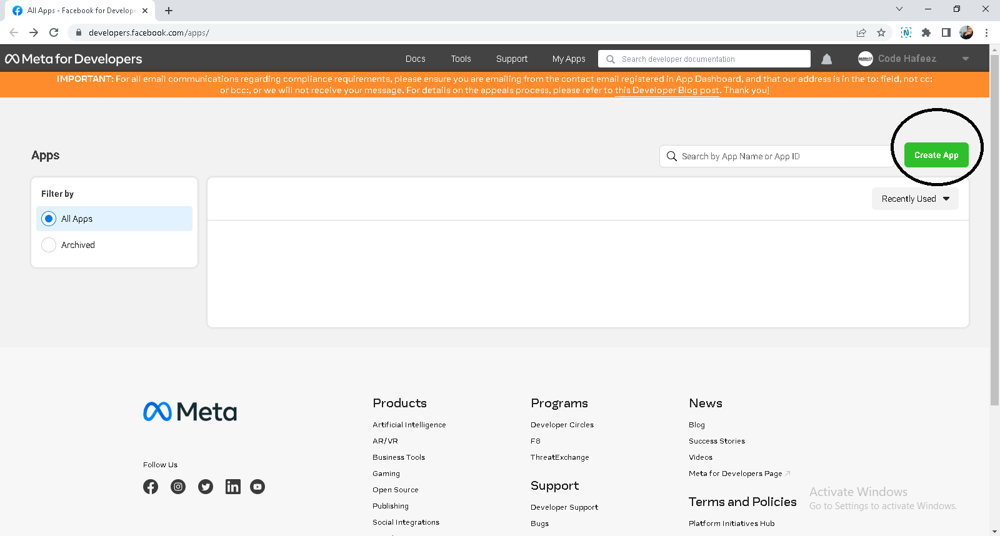 All Apps - Facebook for Develope
developers.facebook.com/apps/
Meta for Developers
Docs
Tools
Support
My Apps
Search developer documentation
Code Hafeez
IMPORTANT: For all email communications regarding compliance requirements, please ensure you are emailing from the contact email registered in App Dashboard, and that our address is in the to: field, not cc:
or bcc:, or we will not receive your message. For details on the appeals process, please refer to this Developer Blog post. Thank you!
Apps
Search by App Name or App ID
Create App
Filter by
All Apps
Archived
Recently Used
Meta
Follow Us
Products
Artificial Intelligence
AR/VR
Business Tools
Gaming
Open Source
Publishing
Social Integrations
Programs
Developer Circles
F8
ThreatExchange
Support
Developer Support
Bugs
News
Blog
Success Stories
Videos
Meta for Developers Page
Terms and Policies
Platform Initiatives Hub
Activate Windows
Go to Settings to activate Windows.